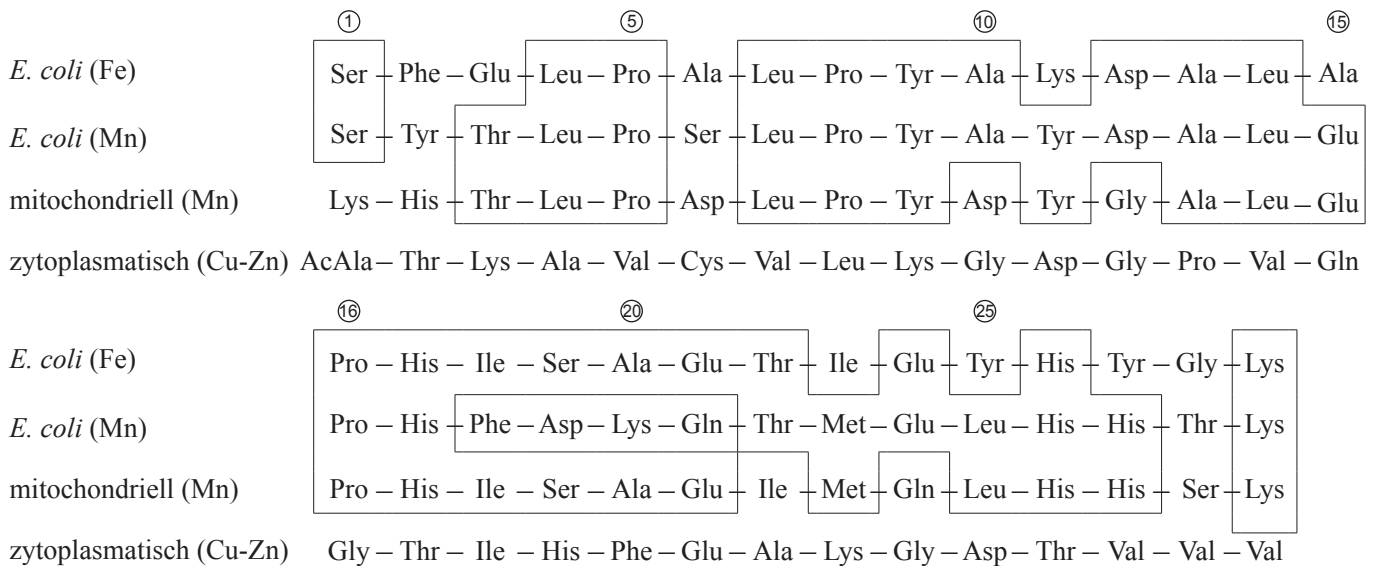 ① ⑤ ⑩ ⑮
E. coli (Fe) Ser – Phe – Glu – Leu – Pro – Ala – Leu – Pro – Tyr – Ala – Lys – Asp – Ala – Leu – Ala
E. coli (Mn) Ser – Tyr – Thr – Leu – Pro – Ser – Leu – Pro – Tyr – Ala – Tyr – Asp – Ala – Leu – Glu
mitochondriell (Mn) Lys – His – Thr – Leu – Pro – Asp – Leu – Pro – Tyr – Asp – Tyr – Gly – Ala – Leu – Glu
zytoplasmatisch (Cu-Zn) AcAla – Thr – Lys – Ala – Val – Cys – Val – Leu – Lys – Gly – Asp – Gly – Pro – Val – Gln
⑯ ⑳ ㉕
E. coli (Fe) Pro – His – Ile – Ser – Ala – Glu – Thr – Ile – Glu – Tyr – His – Tyr – Gly – Lys
E. coli (Mn) Pro – His – Phe – Asp – Lys – Gln – Thr – Met – Glu – Leu – His – His – Thr – Lys
mitochondriell (Mn) Pro – His – Ile – Ser – Ala – Glu – Ile – Met – Gln – Leu – His – His – Ser – Lys
zytoplasmatisch (Cu-Zn) Gly – Thr – Ile – His – Phe – Glu – Ala – Lys – Gly – Asp – Thr – Val – Val – Val